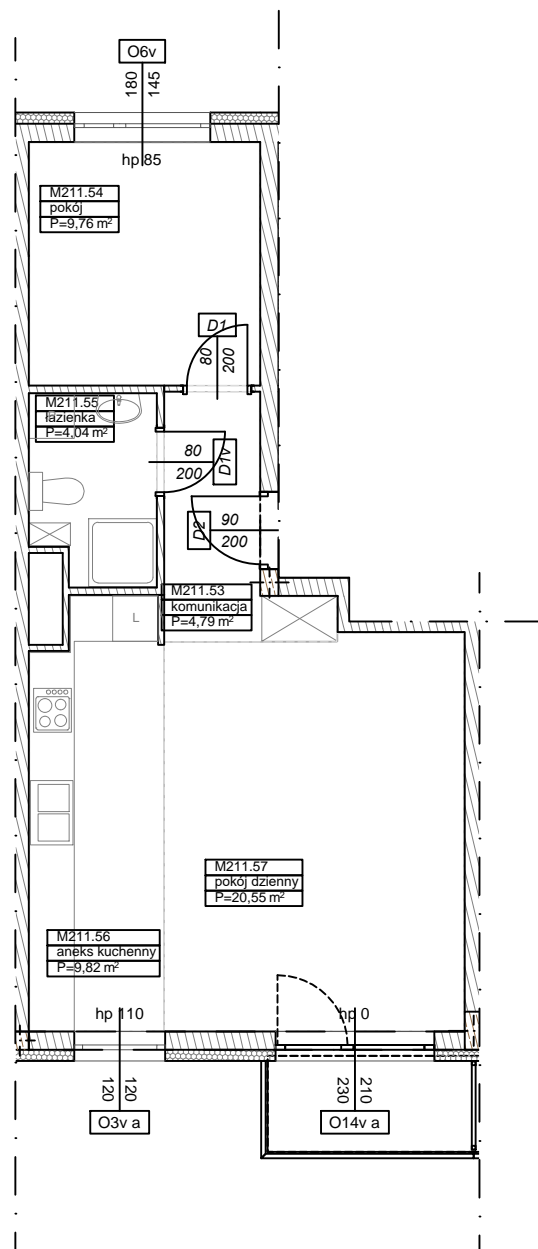 O6v
180
145
hp 85
M211.54
pokój
P=9,76 m²
D1
80
200
M211.55
łazienka
P=4,04 m²
80
200
D1v
D2
90
200
M211.53
komunikacja
P=4,79 m²
L
M211.57
pokój dzienny
P=20,55 m²
M211.56
aneks kuchenny
P=9,82 m²
hp 110
hp 0
120
120
230
210
O3v a
O14v a